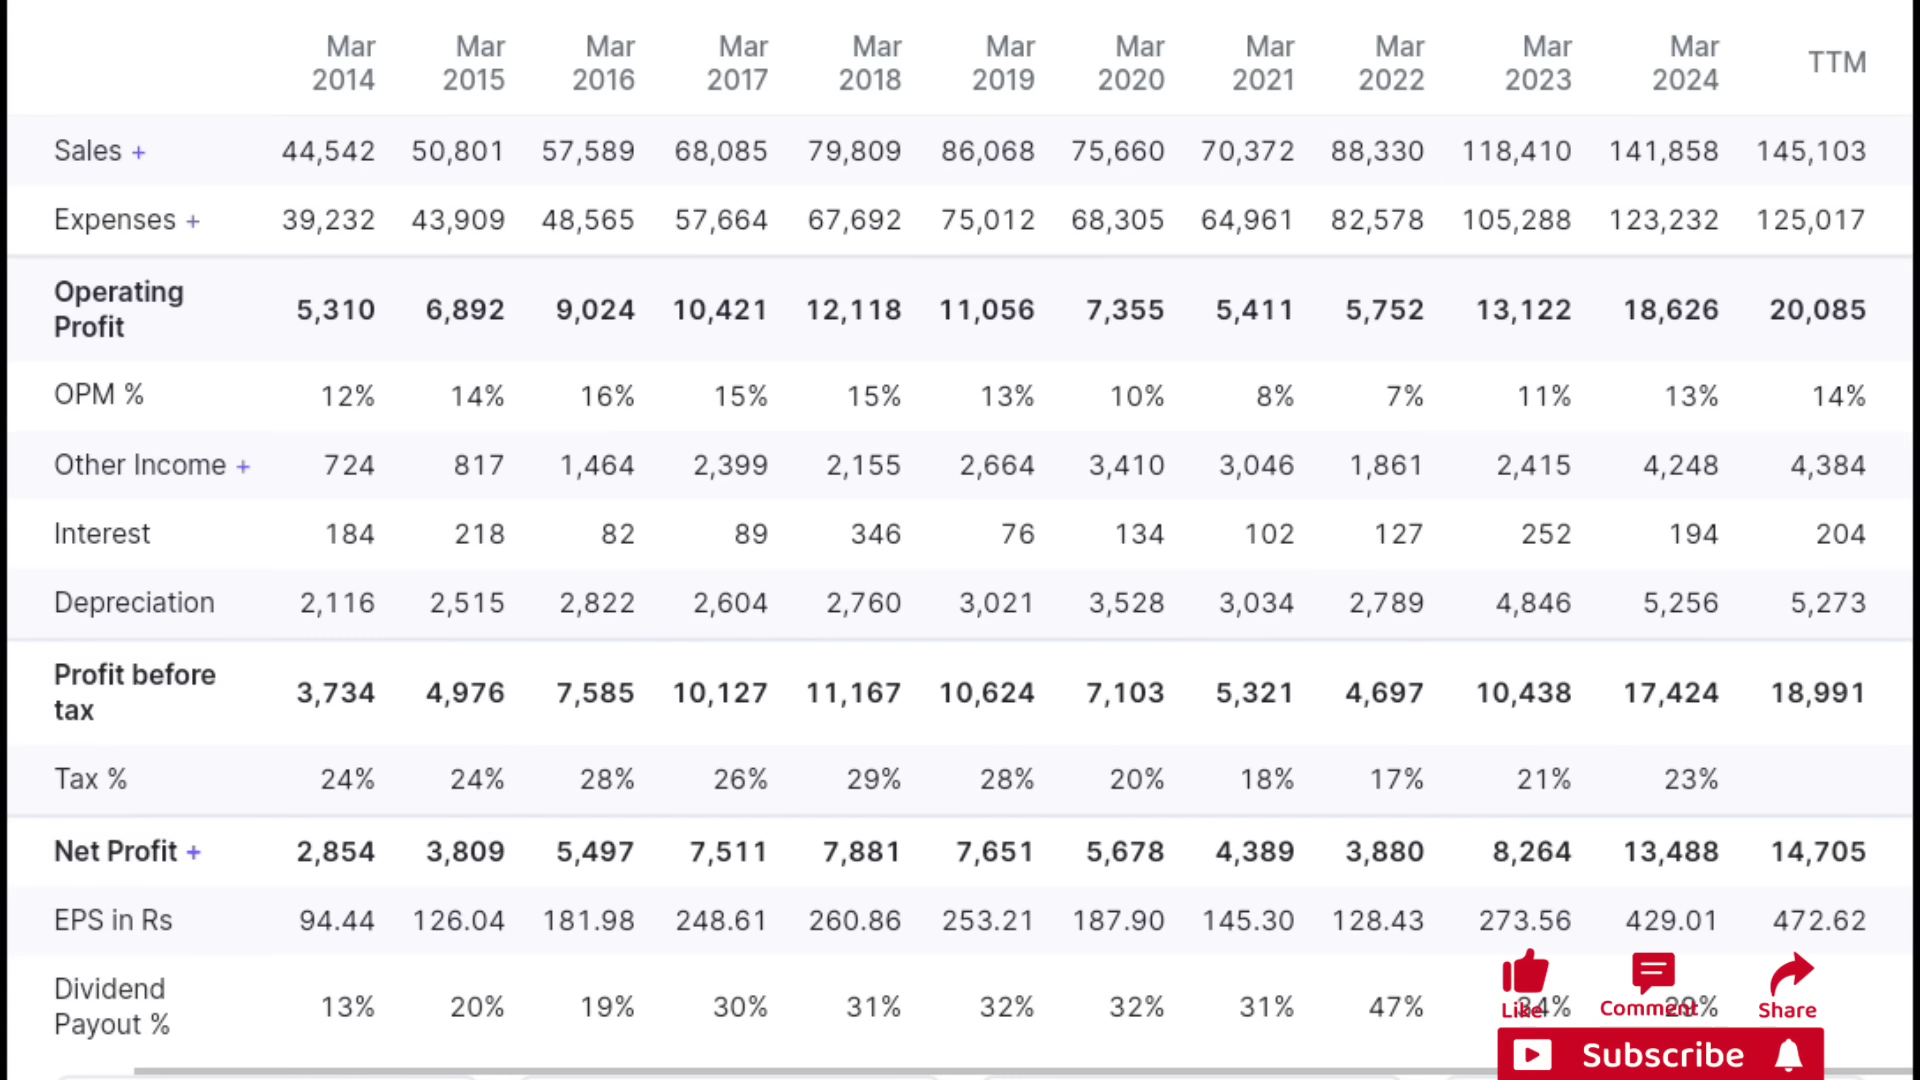 Mar 2014 Mar 2015 Mar 2016 Mar 2017 Mar 2018 Mar 2019 Mar 2020 Mar 2021 Mar 2022 Mar 2023 Mar 2024 TTM
Sales + 44,542 50,801 57,589 68,085 79,809 86,068 75,660 70,372 88,330 118,410 141,858 145,103
Expenses + 39,232 43,909 48,565 57,664 67,692 75,012 68,305 64,961 82,578 105,288 123,232 125,017
Operating Profit 5,310 6,892 9,024 10,421 12,118 11,056 7,355 5,411 5,752 13,122 18,626 20,085
OPM % 12% 14% 16% 15% 15% 13% 10% 8% 7% 11% 13% 14%
Other Income + 724 817 1,464 2,399 2,155 2,664 3,410 3,046 1,861 2,415 4,248 4,384
Interest 184 218 82 89 346 76 134 102 127 252 194 204
Depreciation 2,116 2,515 2,822 2,604 2,760 3,021 3,528 3,034 2,789 4,846 5,256 5,273
Profit before tax 3,734 4,976 7,585 10,127 11,167 10,624 7,103 5,321 4,697 10,438 17,424 18,991
Tax % 24% 24% 28% 26% 29% 28% 20% 18% 17% 21% 23%
Net Profit + 2,854 3,809 5,497 7,511 7,881 7,651 5,678 4,389 3,880 8,264 13,488 14,705
EPS in Rs 94.44 126.04 181.98 248.61 260.86 253.21 187.90 145.30 128.43 273.56 429.01 472.62
Dividend Payout % 13% 20% 19% 30% 31% 32% 32% 31% 47% 34% 29%
Like Comment Share
Subscribe